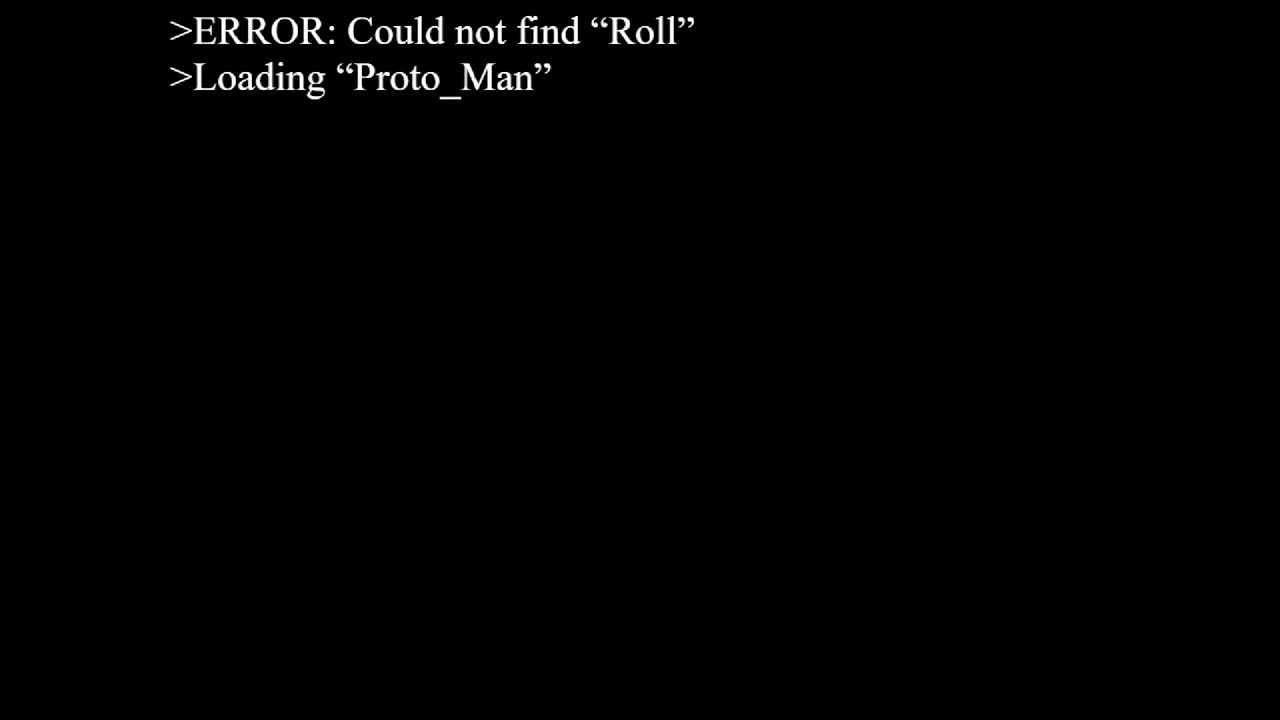 >ERROR: Could not find “Roll”
>Loading “Proto_Man”